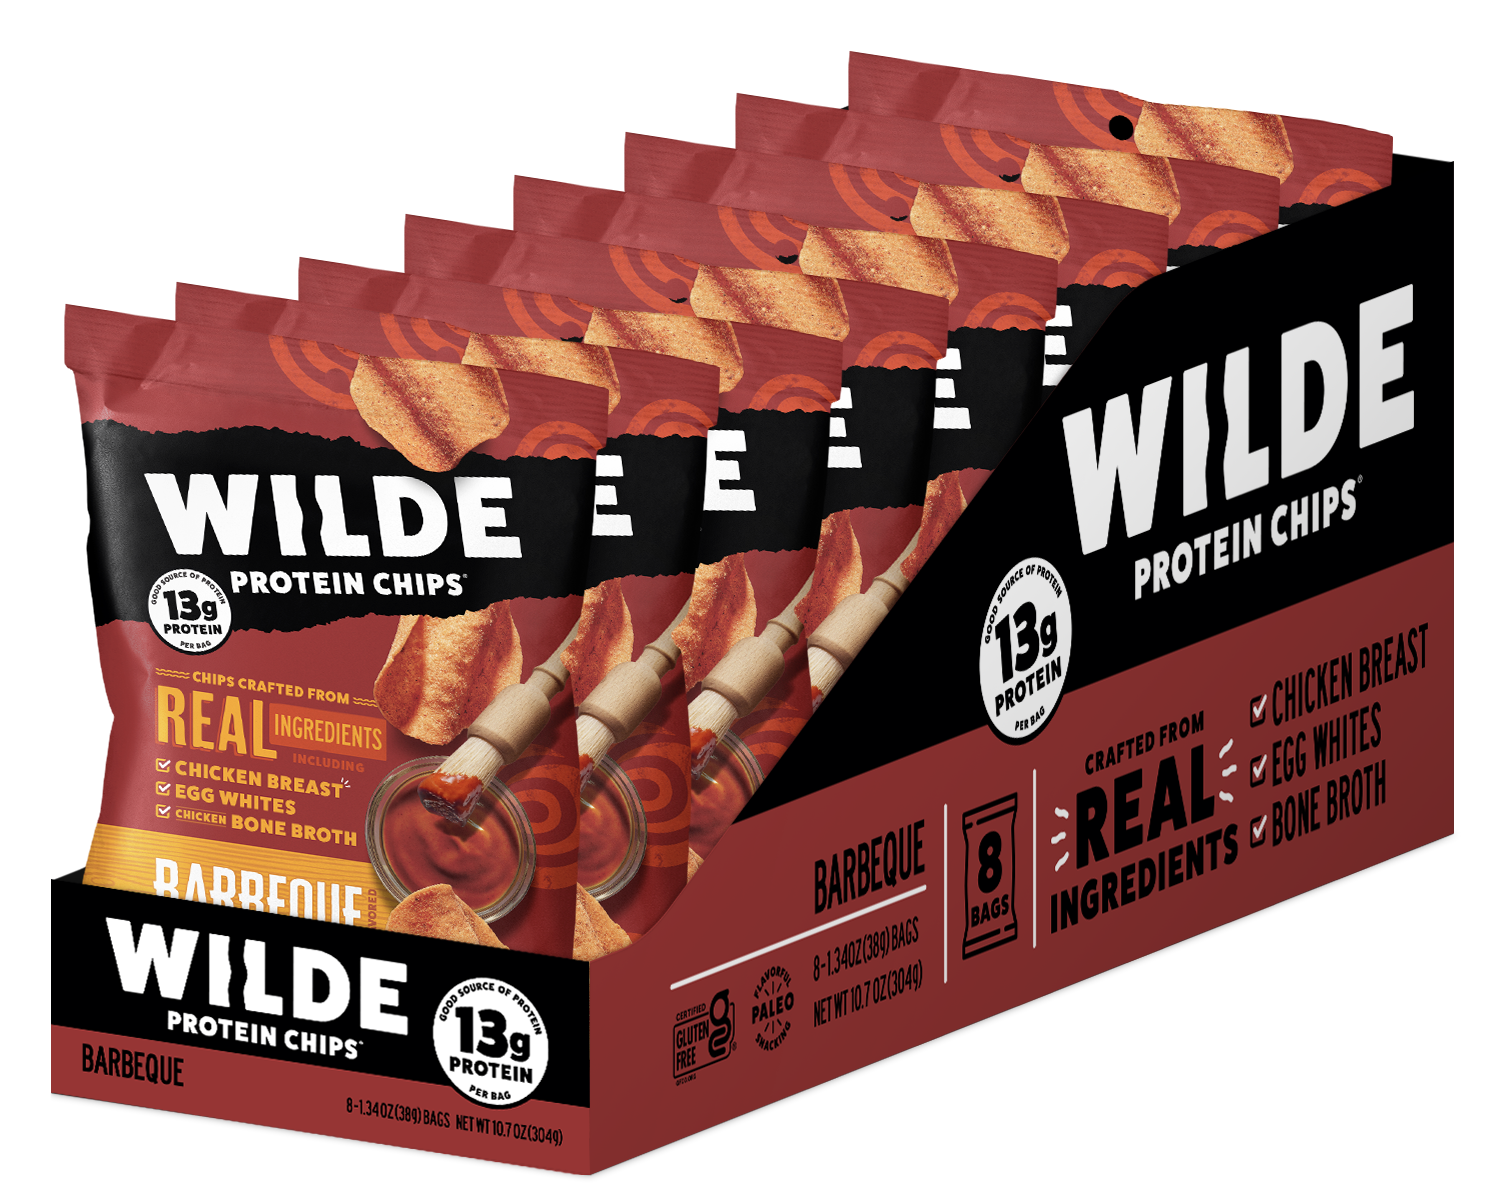 WILDE
PROTEIN CHIPS
GOOD SOURCE OF PROTEIN
13g
PROTEIN
PER BAG
CHIPS CRAFTED FROM
REAL INGREDIENTS
INCLUDING
CHICKEN BREAST
EGG WHITES
CHICKEN BONE BROTH
BARBEQUE
E
E
E
E
E
WILDE
PROTEIN CHIPS
BARBEQUE
GOOD SOURCE OF PROTEIN
13g
PROTEIN
PER BAG
8-1.34 OZ (38g) BAGS NET WT 10.7 OZ (304g)
WILDE
PROTEIN CHIPS®
GOOD SOURCE OF PROTEIN
13g
PROTEIN
PER BAG
BARBEQUE
8-1.34OZ (38g) BAGS
NET WT 10.7 OZ (304g)
CERTIFIED
GLUTEN
FREE
FLAVORFUL
PALEO
SNACKING
8
BAGS
CRAFTED FROM
REAL
INGREDIENTS
CHICKEN BREAST
EGG WHITES
BONE BROTH